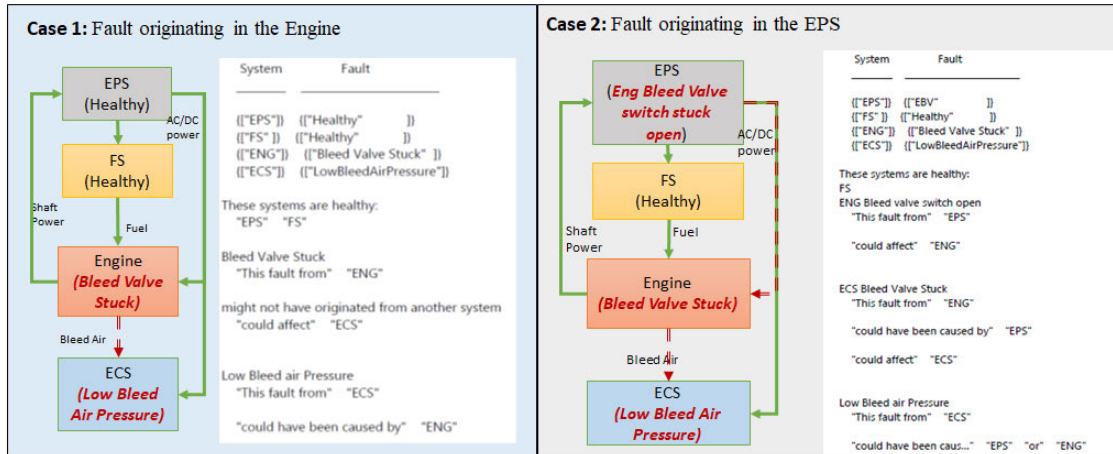 Case 1: Fault originating in the Engine
EPS
(Healthy)
AC/DC
power
FS
(Healthy)
Shaft
Power
Fuel
Engine
(Bleed Valve
Stuck)
Bleed Air
ECS
(Low Bleed
Air Pressure)
System Fault
{["EPS"]} {["Healthy" ]}
{["FS" ]} {["Healthy" ]}
{["ENG"]} {["Bleed Valve Stuck" ]}
{["ECS"]} {["LowBleedAirPressure"]}
These systems are healthy:
"EPS" "FS"
Bleed Valve Stuck
"This fault from" "ENG"
might not have originated from another system
"could affect" "ECS"
Low Bleed air Pressure
"This fault from" "ECS"
"could have been caused by" "ENG"
Case 2: Fault originating in the EPS
EPS
(Eng Bleed Valve
switch stuck
open)
AC/DC
power
FS
(Healthy)
Shaft
Power
Fuel
Engine
(Bleed Valve Stuck)
Bleed Air
ECS
(Low Bleed Air
Pressure)
System Fault
{["EPS"]} {["EBV" ]}
{["FS" ]} {["Healthy" ]}
{["ENG"]} {["Bleed Valve Stuck" ]}
{["ECS"]} {["LowBleedAirPressure"]}
These systems are healthy:
FS
ENG Bleed valve switch open
"This fault from" "EPS"
"could affect" "ENG"
ECS Bleed Valve Stuck
"This fault from" "ENG"
"could have been caused by" "EPS"
"could affect" "ECS"
Low Bleed air Pressure
"This fault from" "ECS"
"could have been caus..." "EPS" "or" "ENG"